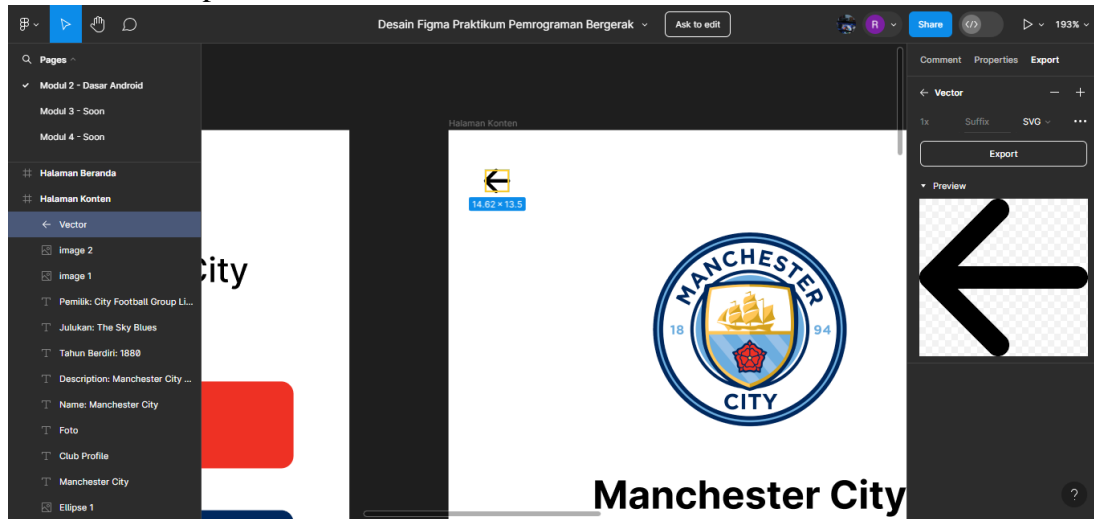 Desain Figma Praktikum Pemrograman Bergerak
Ask to edit
R
Share
193%
Pages
Modul 2 - Dasar Android
Modul 3 - Soon
Modul 4 - Soon
Halaman Beranda
Halaman Konten
Vector
image 2
image 1
Pemilik: City Football Group Li...
Julukan: The Sky Blues
Tahun Berdiri: 1880
Description: Manchester City ...
Name: Manchester City
Foto
Club Profile
Manchester City
Ellipse 1
City
Halaman Konten
14.62 × 13.5
MANCHESTER
18 94
CITY
Manchester City
Comment Properties Export
Vector
1x Suffix SVG
Export
Preview
?